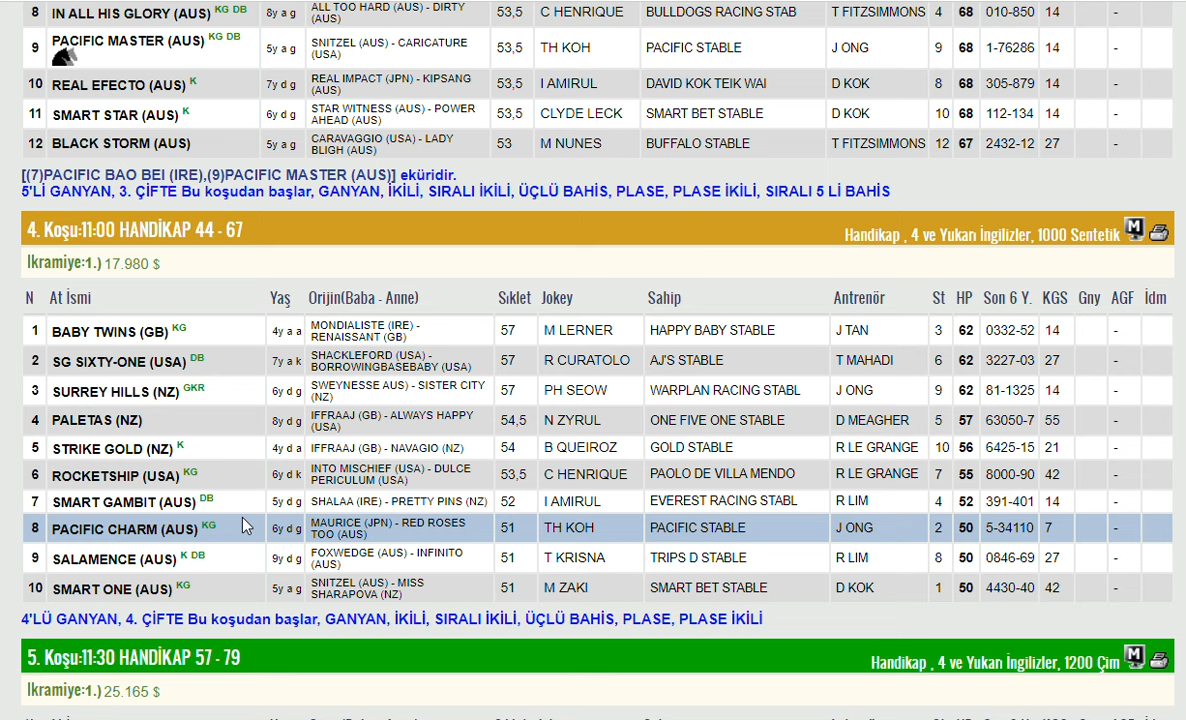 8 IN ALL HIS GLORY (AUS) KG DB 8y a g ALL TOO HARD (AUS) - DIRTY (AUS) 53,5 C HENRIQUE BULLDOGS RACING STAB T FITZSIMMONS 4 68 010-850 14 -
9 PACIFIC MASTER (AUS) KG DB 5y a g SNITZEL (AUS) - CARICATURE (USA) 53,5 TH KOH PACIFIC STABLE J ONG 9 68 1-76286 14 -
10 REAL EFECTO (AUS) K 7y d g REAL IMPACT (JPN) - KIPSANG (AUS) 53,5 I AMIRUL DAVID KOK TEIK WAI D KOK 8 68 305-879 14 -
11 SMART STAR (AUS) K 6y d g STAR WITNESS (AUS) - POWER AHEAD (AUS) 53,5 CLYDE LECK SMART BET STABLE D KOK 10 68 112-134 14 -
12 BLACK STORM (AUS) 5y a g CARAVAGGIO (USA) - LADY BLIGH (AUS) 53 M NUNES BUFFALO STABLE T FITZSIMMONS 12 67 2432-12 27 -
[(7)PACIFIC BAO BEI (IRE),(9)PACIFIC MASTER (AUS)] eküridir.
5'Lİ GANYAN, 3. ÇİFTE Bu koşudan başlar, GANYAN, İKİLİ, SIRALI İKİLİ, ÜÇLÜ BAHİS, PLASE, PLASE İKİLİ, SIRALI 5 Lİ BAHİS
4. Koşu:11:00 HANDİKAP 44 - 67 Handikap , 4 ve Yukarı İngilizler, 1000 Sentetik M
Ikramiye:1.) 17.980 $
N At İsmi Yaş Orijin(Baba - Anne) Sıklet Jokey Sahip Antrenör St HP Son 6 Y. KGS Gny AGF İdm
1 BABY TWINS (GB) KG 4y a a MONDIALISTE (IRE) - RENAISSANT (GB) 57 M LERNER HAPPY BABY STABLE J TAN 3 62 0332-52 14 -
2 SG SIXTY-ONE (USA) DB 7y a k SHACKLEFORD (USA) - BORROWINGBASEBABY (USA) 57 R CURATOLO AJ'S STABLE T MAHADI 6 62 3227-03 27 -
3 SURREY HILLS (NZ) GKR 6y d g SWEYNESSE AUS) - SISTER CITY (NZ) 57 PH SEOW WARPLAN RACING STABL J ONG 9 62 81-1325 14 -
4 PALETAS (NZ) 8y d g IFFRAAJ (GB) - ALWAYS HAPPY (USA) 54,5 N ZYRUL ONE FIVE ONE STABLE D MEAGHER 5 57 63050-7 55 -
5 STRIKE GOLD (NZ) K 4y d a IFFRAAJ (GB) - NAVAGIO (NZ) 54 B QUEIROZ GOLD STABLE R LE GRANGE 10 56 6425-15 21 -
6 ROCKETSHIP (USA) KG 6y d k INTO MISCHIEF (USA) - DULCE PERICULUM (USA) 53,5 C HENRIQUE PAOLO DE VILLA MENDO R LE GRANGE 7 55 8000-90 42 -
7 SMART GAMBIT (AUS) DB 5y d g SHALAA (IRE) - PRETTY PINS (NZ) 52 I AMIRUL EVEREST RACING STABL R LIM 4 52 391-401 14 -
8 PACIFIC CHARM (AUS) KG 6y d g MAURICE (JPN) - RED ROSES TOO (AUS) 51 TH KOH PACIFIC STABLE J ONG 2 50 5-34110 7 -
9 SALAMENCE (AUS) K DB 9y d g FOXWEDGE (AUS) - INFINITO (AUS) 51 T KRISNA TRIPS D STABLE R LIM 8 50 0846-69 27 -
10 SMART ONE (AUS) KG 5y a g SNITZEL (AUS) - MISS SHARAPOVA (NZ) 51 M ZAKI SMART BET STABLE D KOK 1 50 4430-40 42 -
4'LÜ GANYAN, 4. ÇİFTE Bu koşudan başlar, GANYAN, İKİLİ, SIRALI İKİLİ, ÜÇLÜ BAHİS, PLASE, PLASE İKİLİ
5. Koşu:11:30 HANDİKAP 57 - 79 Handikap , 4 ve Yukarı İngilizler, 1200 Çim M
Ikramiye:1.) 25.165 $